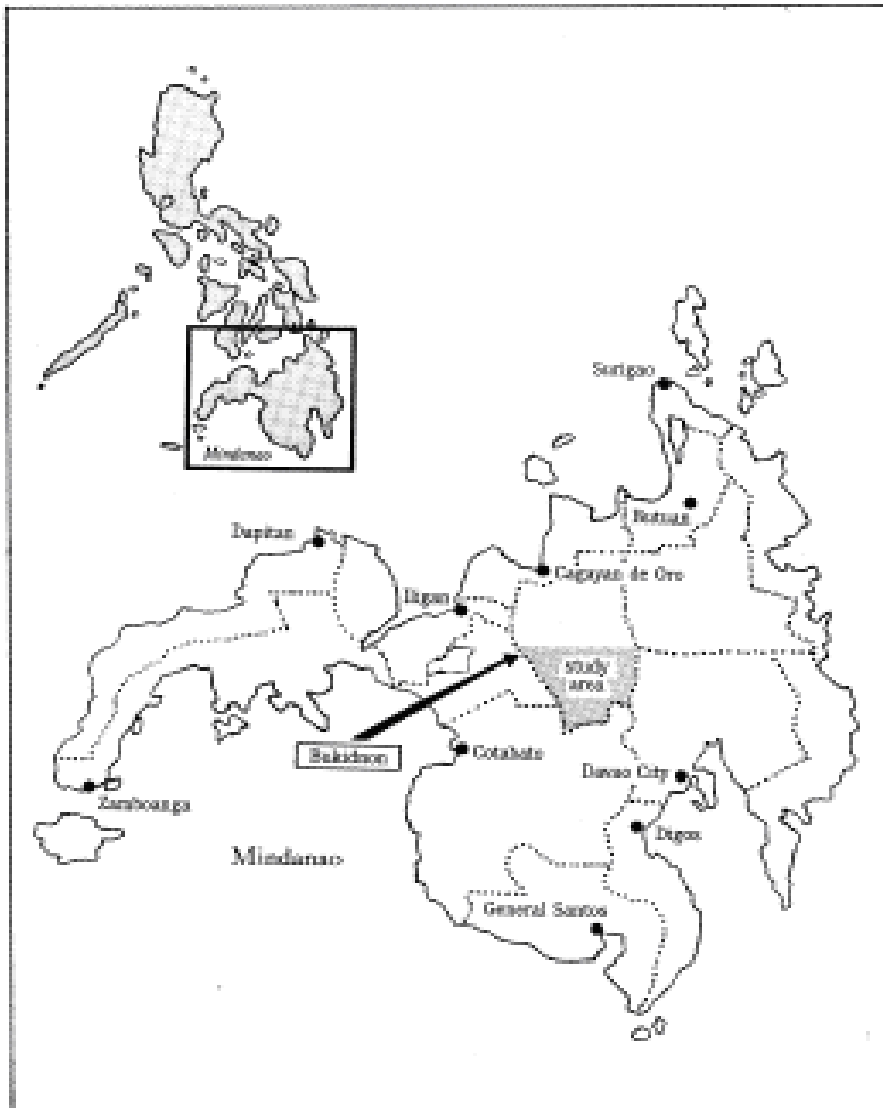 Mindanao
Surigao
Butuan
Dapitan
Cagayan de Oro
Iligan
study
area
Bukidnon
Cotabato
Davao City
Zamboanga
Digos
Mindanao
General Santos